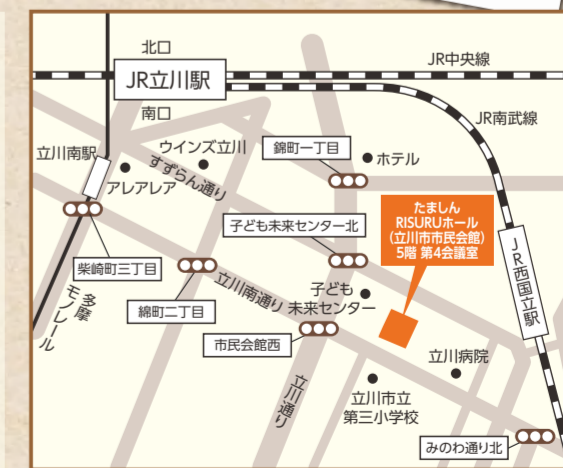 北口
JR中央線
JR立川駅
南口
JR南武線
立川南駅
ウインズ立川
錦町一丁目
ホテル
すずらん通り
アレアレア
たましん
RISURUホール
(立川市市民会館)
5階 第4会議室
子ども未来センター北
柴崎町三丁目
立川南通り
子ども
未来センター
JR西国立駅
多摩
モノレール
綿町二丁目
市民会館西
立川病院
立川通り
立川市立
第三小学校
みのわ通り北